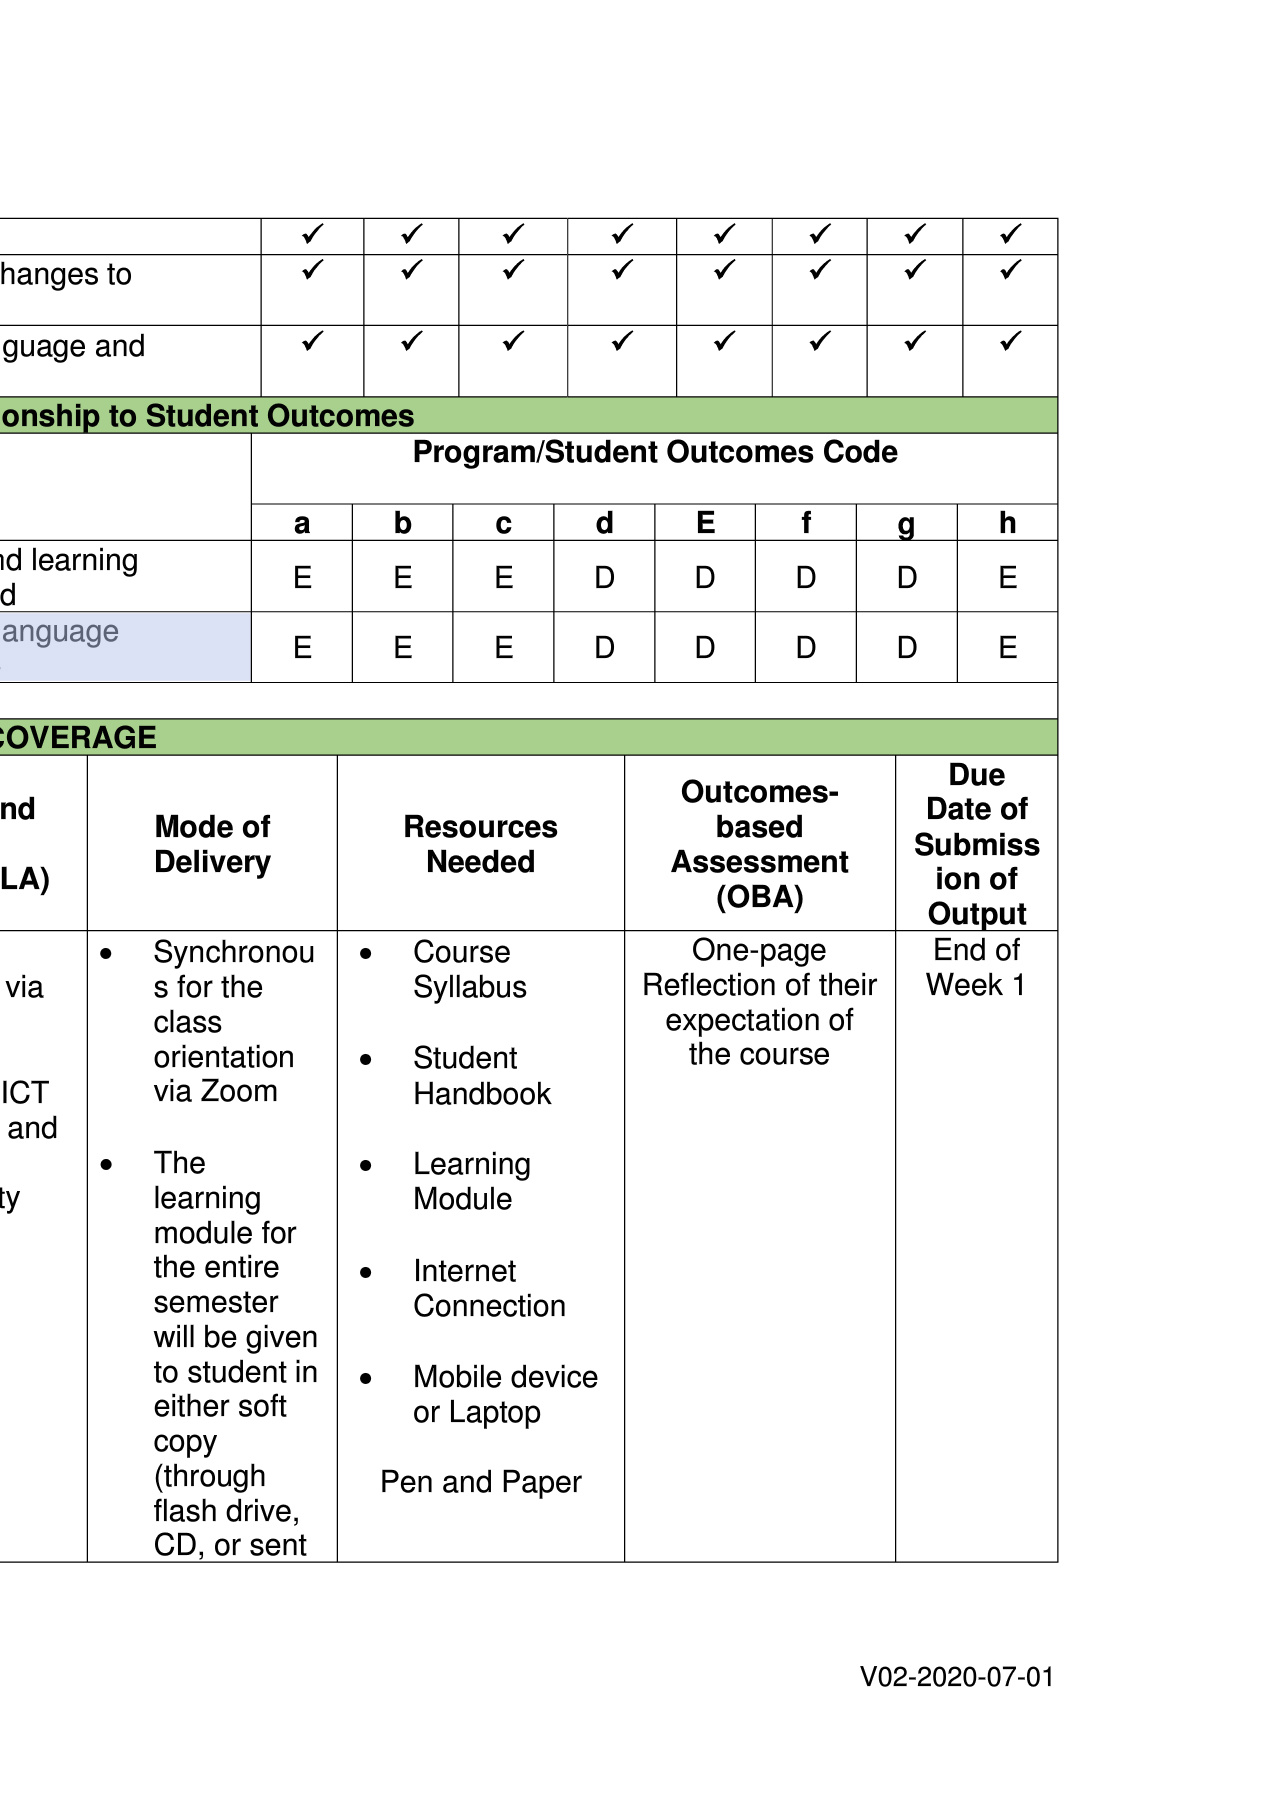 ✓ ✓ ✓ ✓ ✓ ✓ ✓ ✓
hanges to ✓ ✓ ✓ ✓ ✓ ✓ ✓ ✓
guage and ✓ ✓ ✓ ✓ ✓ ✓ ✓ ✓
onship to Student Outcomes
Program/Student Outcomes Code
a b c d E f g h
nd learning
d
E E E D D D D E
anguage
E E E D D D D E
COVERAGE
nd
LA)
Mode of
Delivery
Resources
Needed
Outcomes-
based
Assessment
(OBA)
Due
Date of
Submiss
ion of
Output
via
ICT
and
ty
• Synchronou
s for the
class
orientation
via Zoom
• The
learning
module for
the entire
semester
will be given
to student in
either soft
copy
(through
flash drive,
CD, or sent
• Course
Syllabus
• Student
Handbook
• Learning
Module
• Internet
Connection
• Mobile device
or Laptop
Pen and Paper
One-page
Reflection of their
expectation of
the course
End of
Week 1
V02-2020-07-01